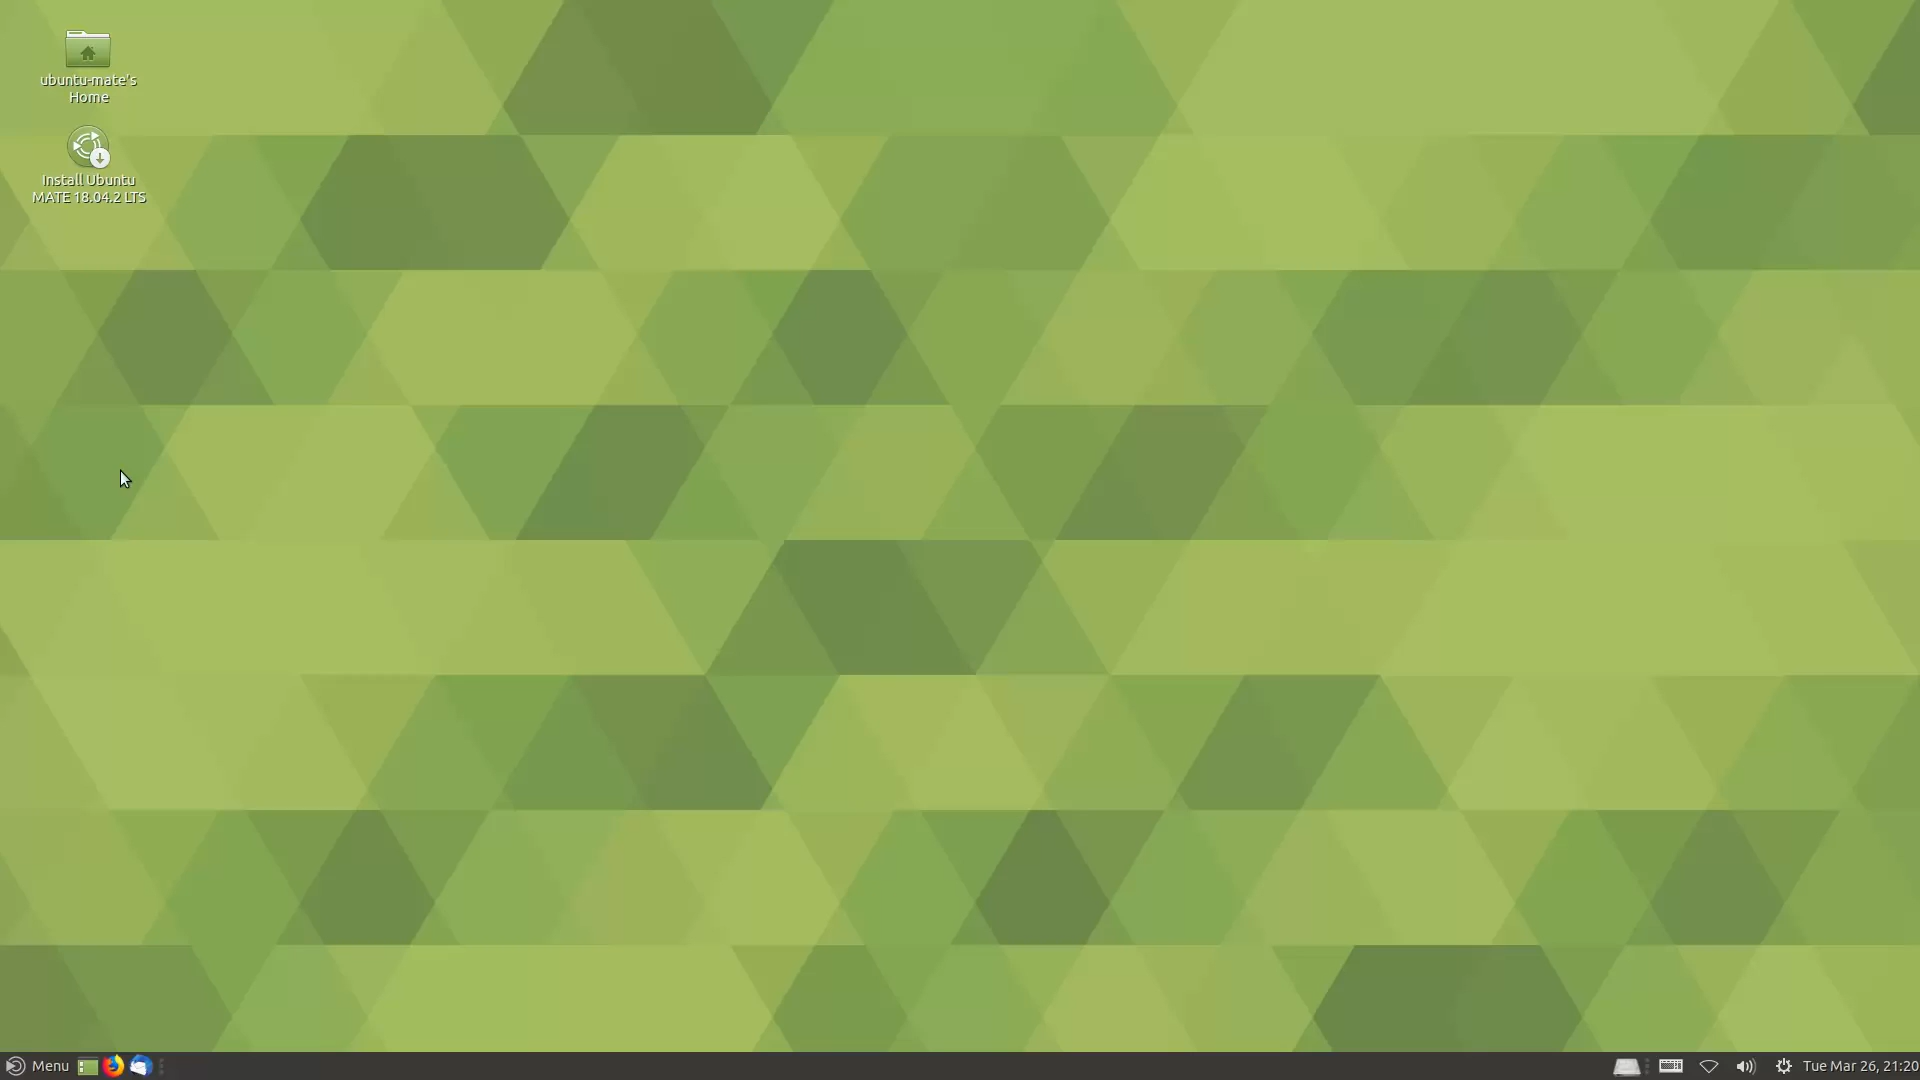 ubuntu-mate's
Home
Install Ubuntu
MATE 18.04.2 LTS
Menu
Tue Mar 26, 21:20